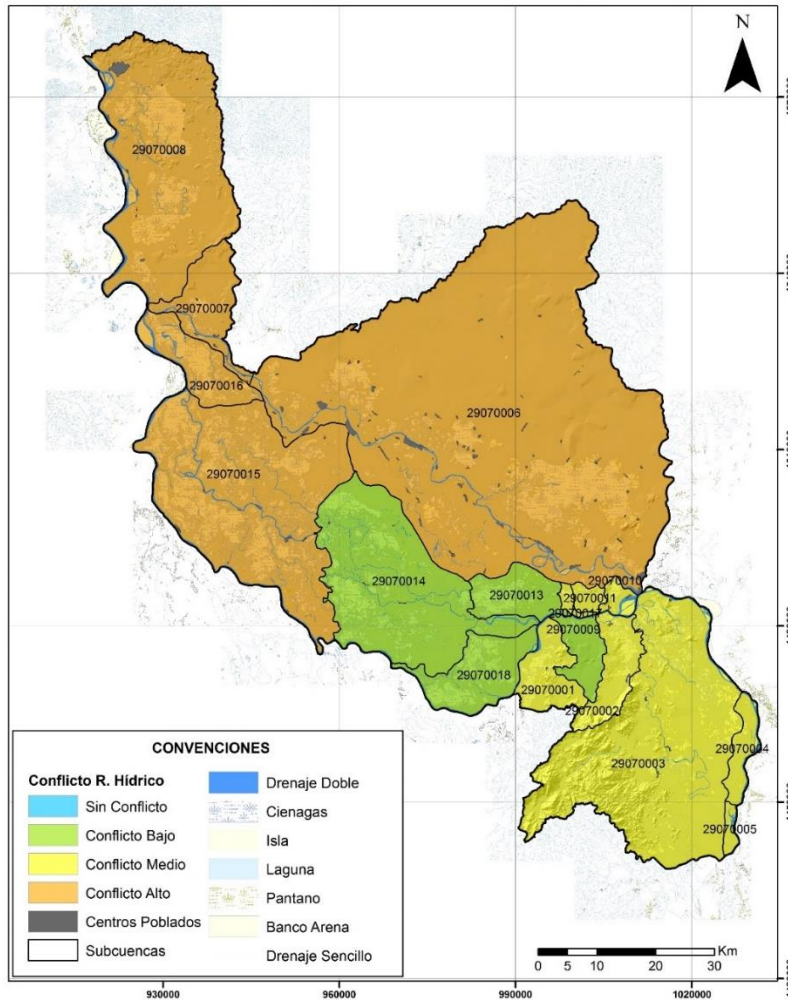 N
29070008
29070007
29070016
29070006
29070015
29070014
29070010
29070013
29070011
29070009
29070018
29070001
29070002
29070003
29070004
29070005
CONVENCIONES
Conflicto R. Hídrico
Sin Conflicto
Conflicto Bajo
Conflicto Medio
Conflicto Alto
Centros Poblados
Subcuencas
Drenaje Doble
Cienagas
Isla
Laguna
Pantano
Banco Arena
Drenaje Sencillo
Km
0 5 10 20 30
930000 960000 990000 1020000